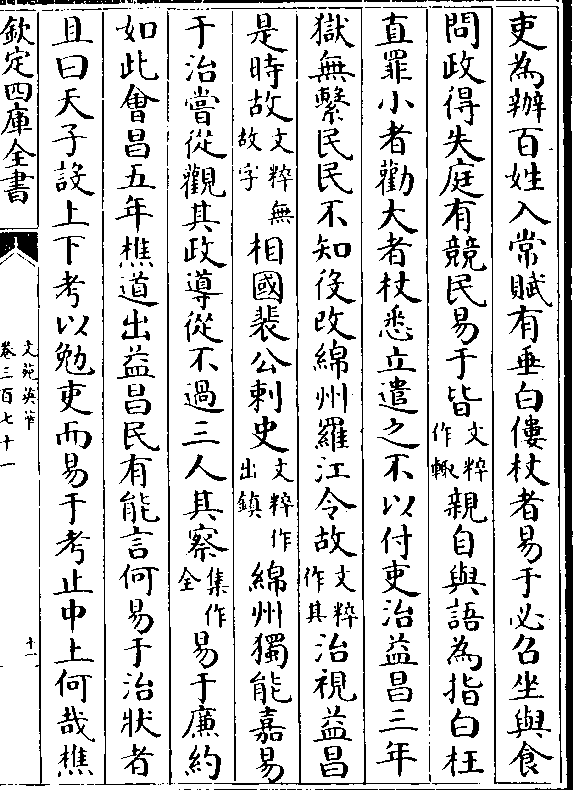 吏為辦百姓入常賦有垂白僂杖者易于必召坐與食
問政得失庭有競民易于皆文粹作輙親自與語為指白枉
直罪小者勸大者杖悉立遣之不以付吏治益昌三年
獄無繫民民不知役改綿州羅江令故文粹作其治視益昌
是時故文粹無故字相國裴公刺史文粹作出鎮綿州獨能嘉易
于治嘗從觀其政導從不過三人其察集作全易于廉約
如此會昌五年樵道出益昌民有能言何易于治狀者
且曰天子設上下考以勉吏而易于考止中上何哉樵
欽定四庫全書
文苑英華
卷三百七十一
十二